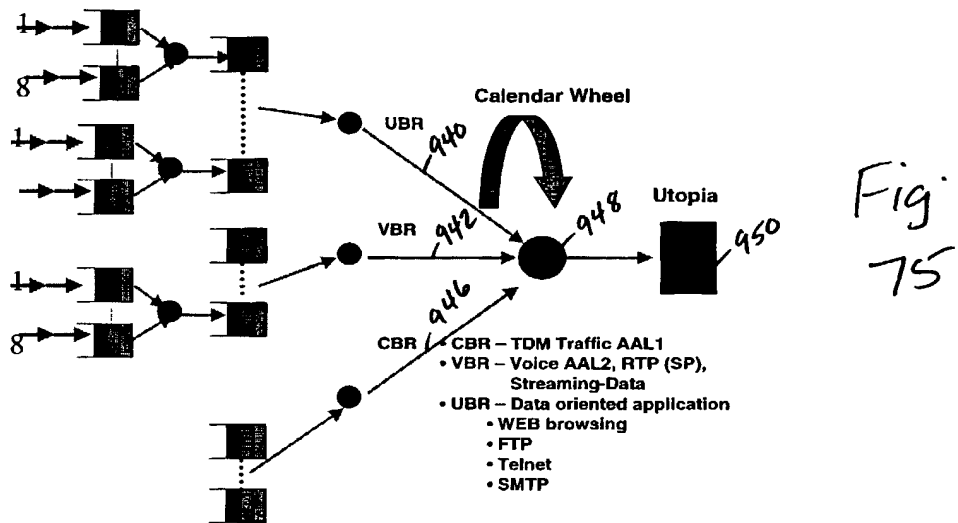 1
8
1
1
8
UBR
940
Calendar Wheel
VBR
942
948
Utopia
950
CBR
946
• CBR – TDM Traffic AAL1
• VBR – Voice AAL2, RTP (SP),
Streaming-Data
• UBR – Data oriented application
• WEB browsing
• FTP
• Telnet
• SMTP
Fig.
75